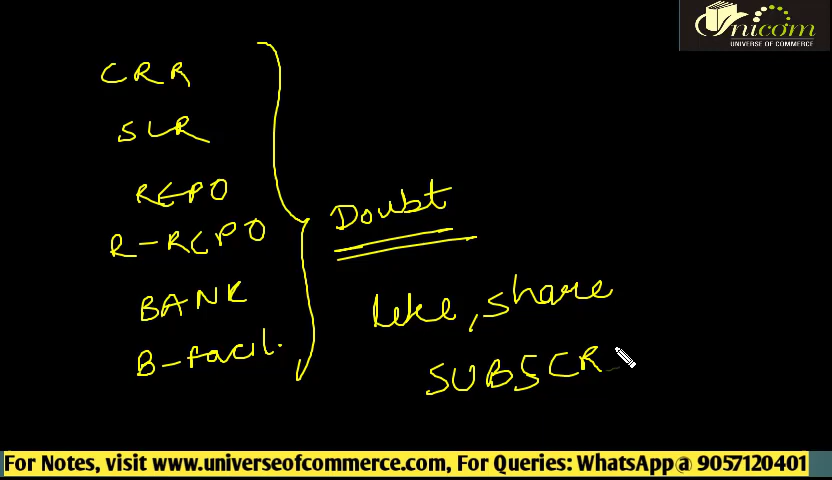 Unicom
UNIVERSE OF COMMERCE
CRR
SLR
REPO
R-REPO
BANK
B-facil.
Doubt
like, share
SUBSCR
For Notes, visit www.universeofcommerce.com, For Queries: WhatsApp@ 9057120401